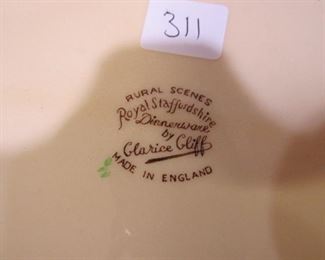 311
RURAL SCENES
Royal Staffordshire
Dinnerware
by
Clarice Cliff
MADE IN ENGLAND